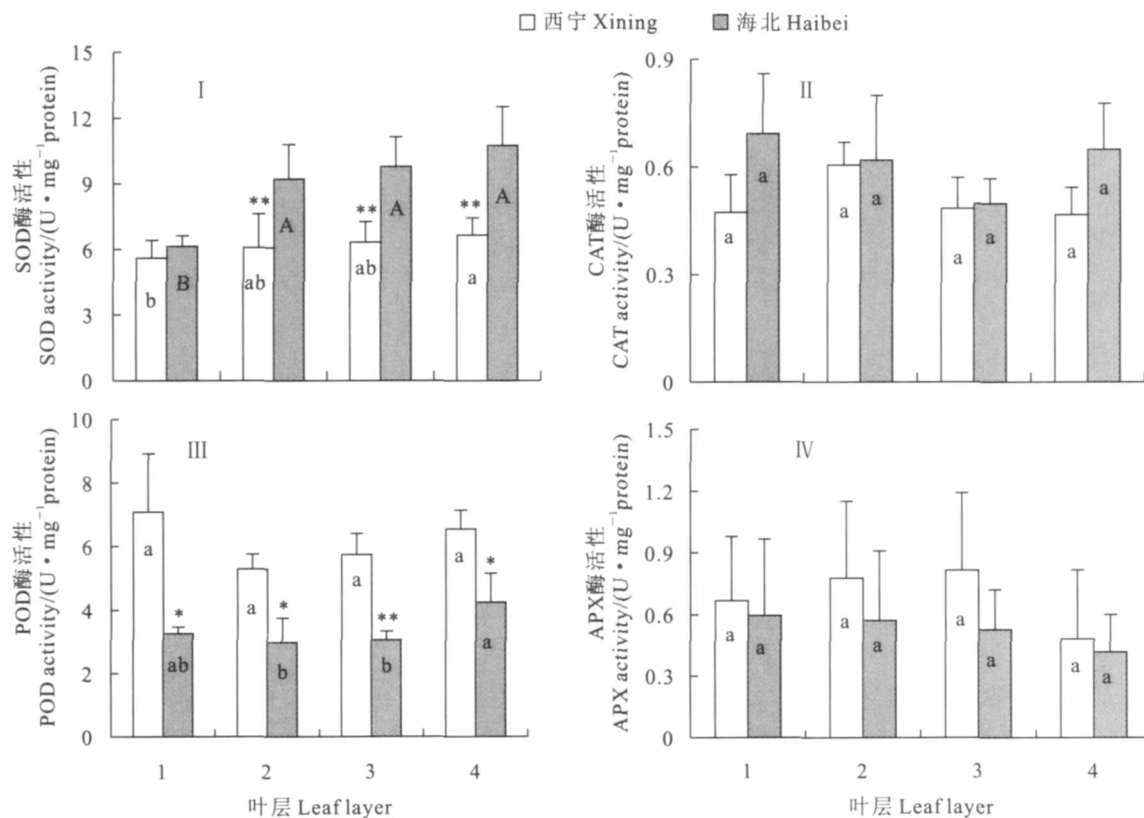 西宁 Xining 海北 Haibei
I
SOD酶活性
SOD activity/(U·mg⁻¹protein)
15
12
9
6
3
0
b B
** ab A
** ab A
** a A
II
CAT酶活性
CAT activity/(U·mg⁻¹protein)
0.9
0.6
0.3
0
a a
a a
a a
a a
III
POD酶活性
POD activity/(U·mg⁻¹protein)
10
8
6
4
2
0
a * ab
a * b
a ** b
a * a
1 2 3 4
叶层 Leaf layer
IV
APX酶活性
APX activity/(U·mg⁻¹protein)
1.5
1.2
0.9
0.6
0.3
0
a a
a a
a a
a a
1 2 3 4
叶层 Leaf layer